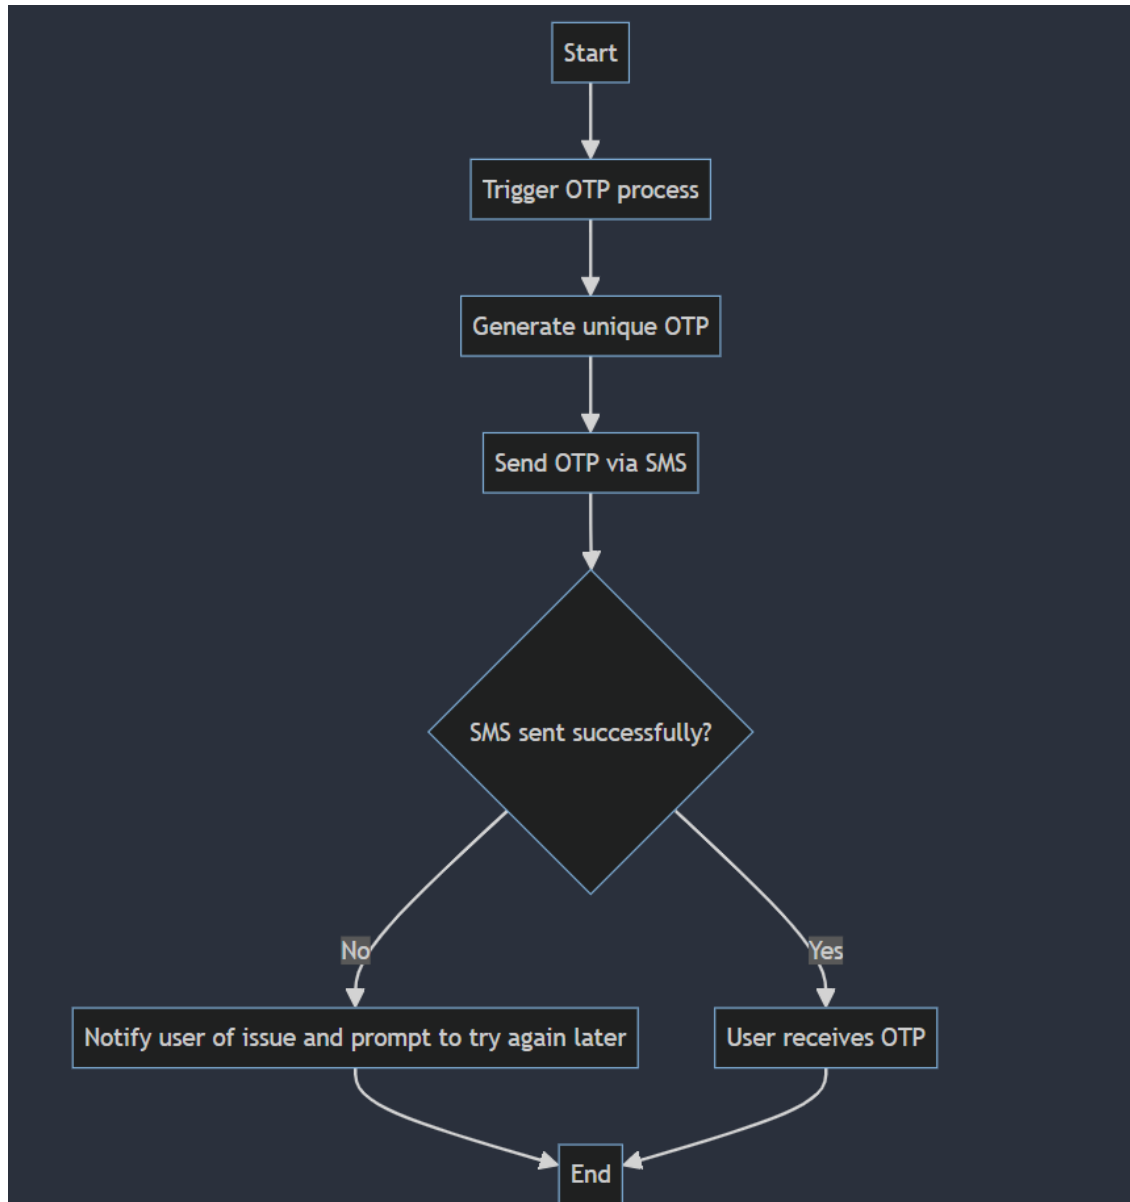 Start
Trigger OTP process
Generate unique OTP
Send OTP via SMS
SMS sent successfully?
No
Yes
Notify user of issue and prompt to try again later
User receives OTP
End